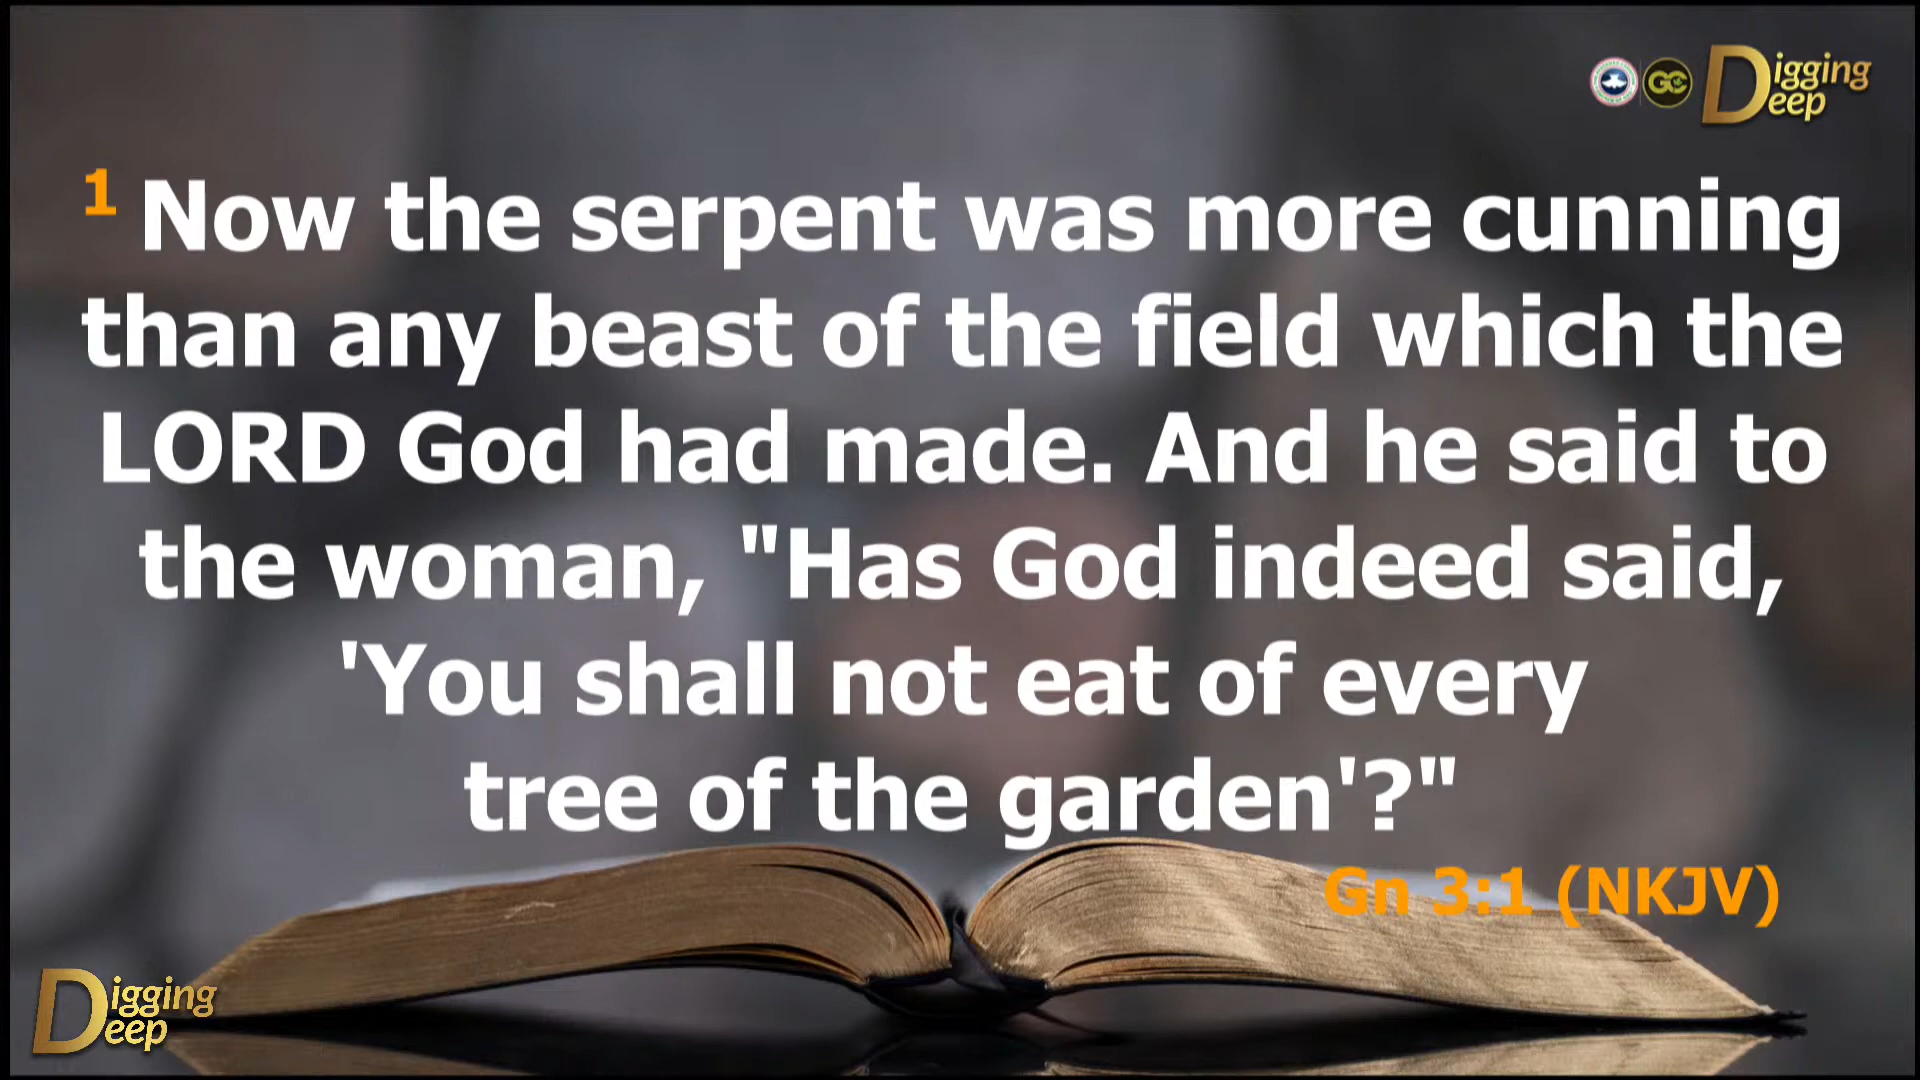 Digging
Deep
GC
1 Now the serpent was more cunning
than any beast of the field which the
LORD God had made. And he said to
the woman, "Has God indeed said,
'You shall not eat of every
tree of the garden'?"
Gn 3:1 (NKJV)
Digging
Deep